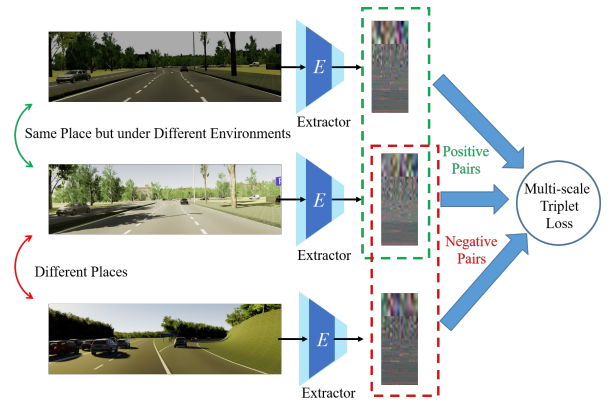 E
Extractor
Same Place but under Different Environments
Positive
Pairs
E
Multi-scale
Triplet
Loss
Extractor
Negative
Pairs
Different Places
E
Extractor